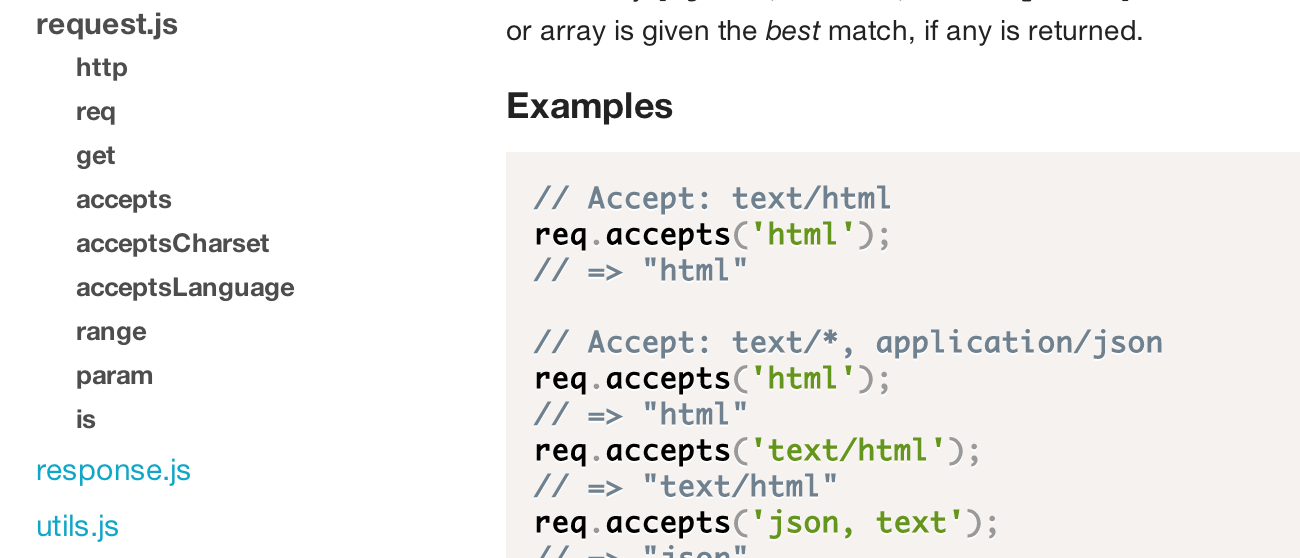 request.js
http
req
get
accepts
acceptsCharset
acceptsLanguage
range
param
is
response.js
utils.js
or array is given the best match, if any is returned.
Examples
// Accept: text/html
req.accepts('html');
// => "html"
// Accept: text/*, application/json
req.accepts('html');
// => "html"
req.accepts('text/html');
// => "text/html"
req.accepts('json, text');
// => "json"